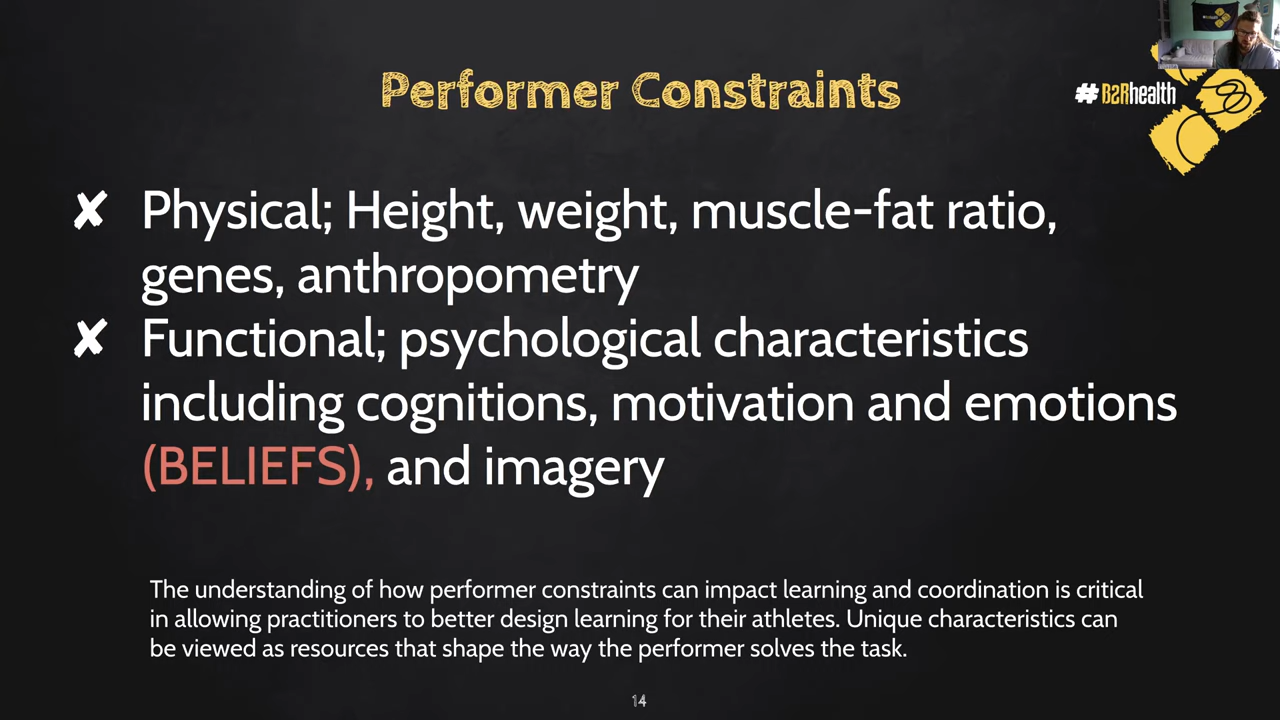 Performer Constraints
#B2Rhealth
✘ Physical; Height, weight, muscle-fat ratio,
genes, anthropometry
✘ Functional; psychological characteristics
including cognitions, motivation and emotions
(BELIEFS), and imagery
The understanding of how performer constraints can impact learning and coordination is critical
in allowing practitioners to better design learning for their athletes. Unique characteristics can
be viewed as resources that shape the way the performer solves the task.
14